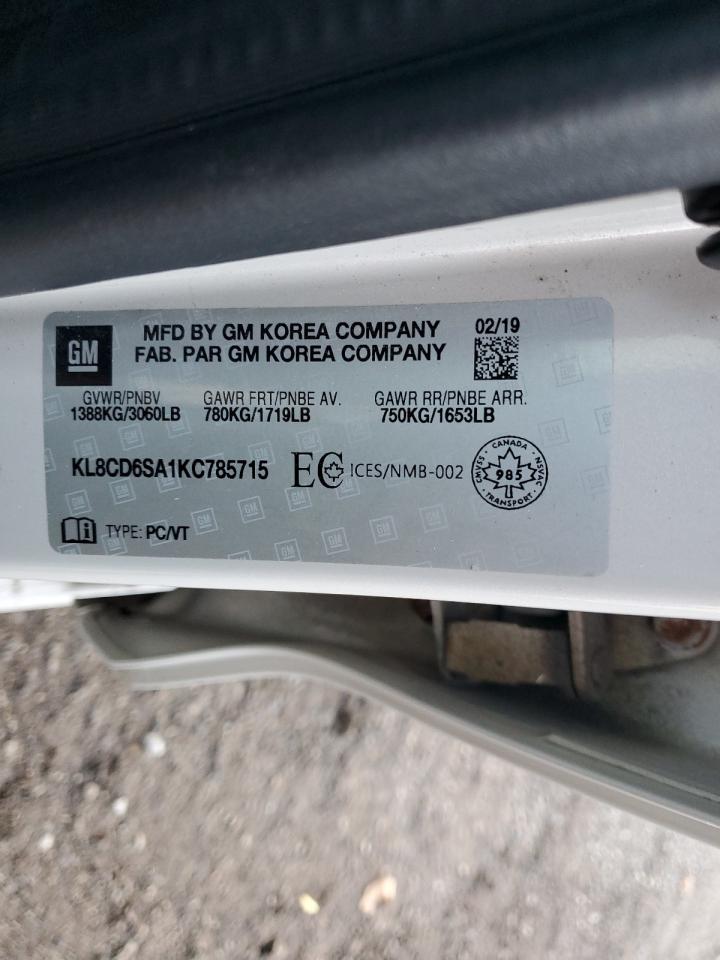 GM
MFD BY GM KOREA COMPANY
FAB. PAR GM KOREA COMPANY
02/19
GVWR/PNBV
1388KG/3060LB
GAWR FRT/PNBE AV.
780KG/1719LB
GAWR RR/PNBE ARR.
750KG/1653LB
KL8CD6SA1KC785715
EC ICES/NMB-002
CANADA
CMVSS 985 NSVAC
TRANSPORT
TYPE: PC/VT